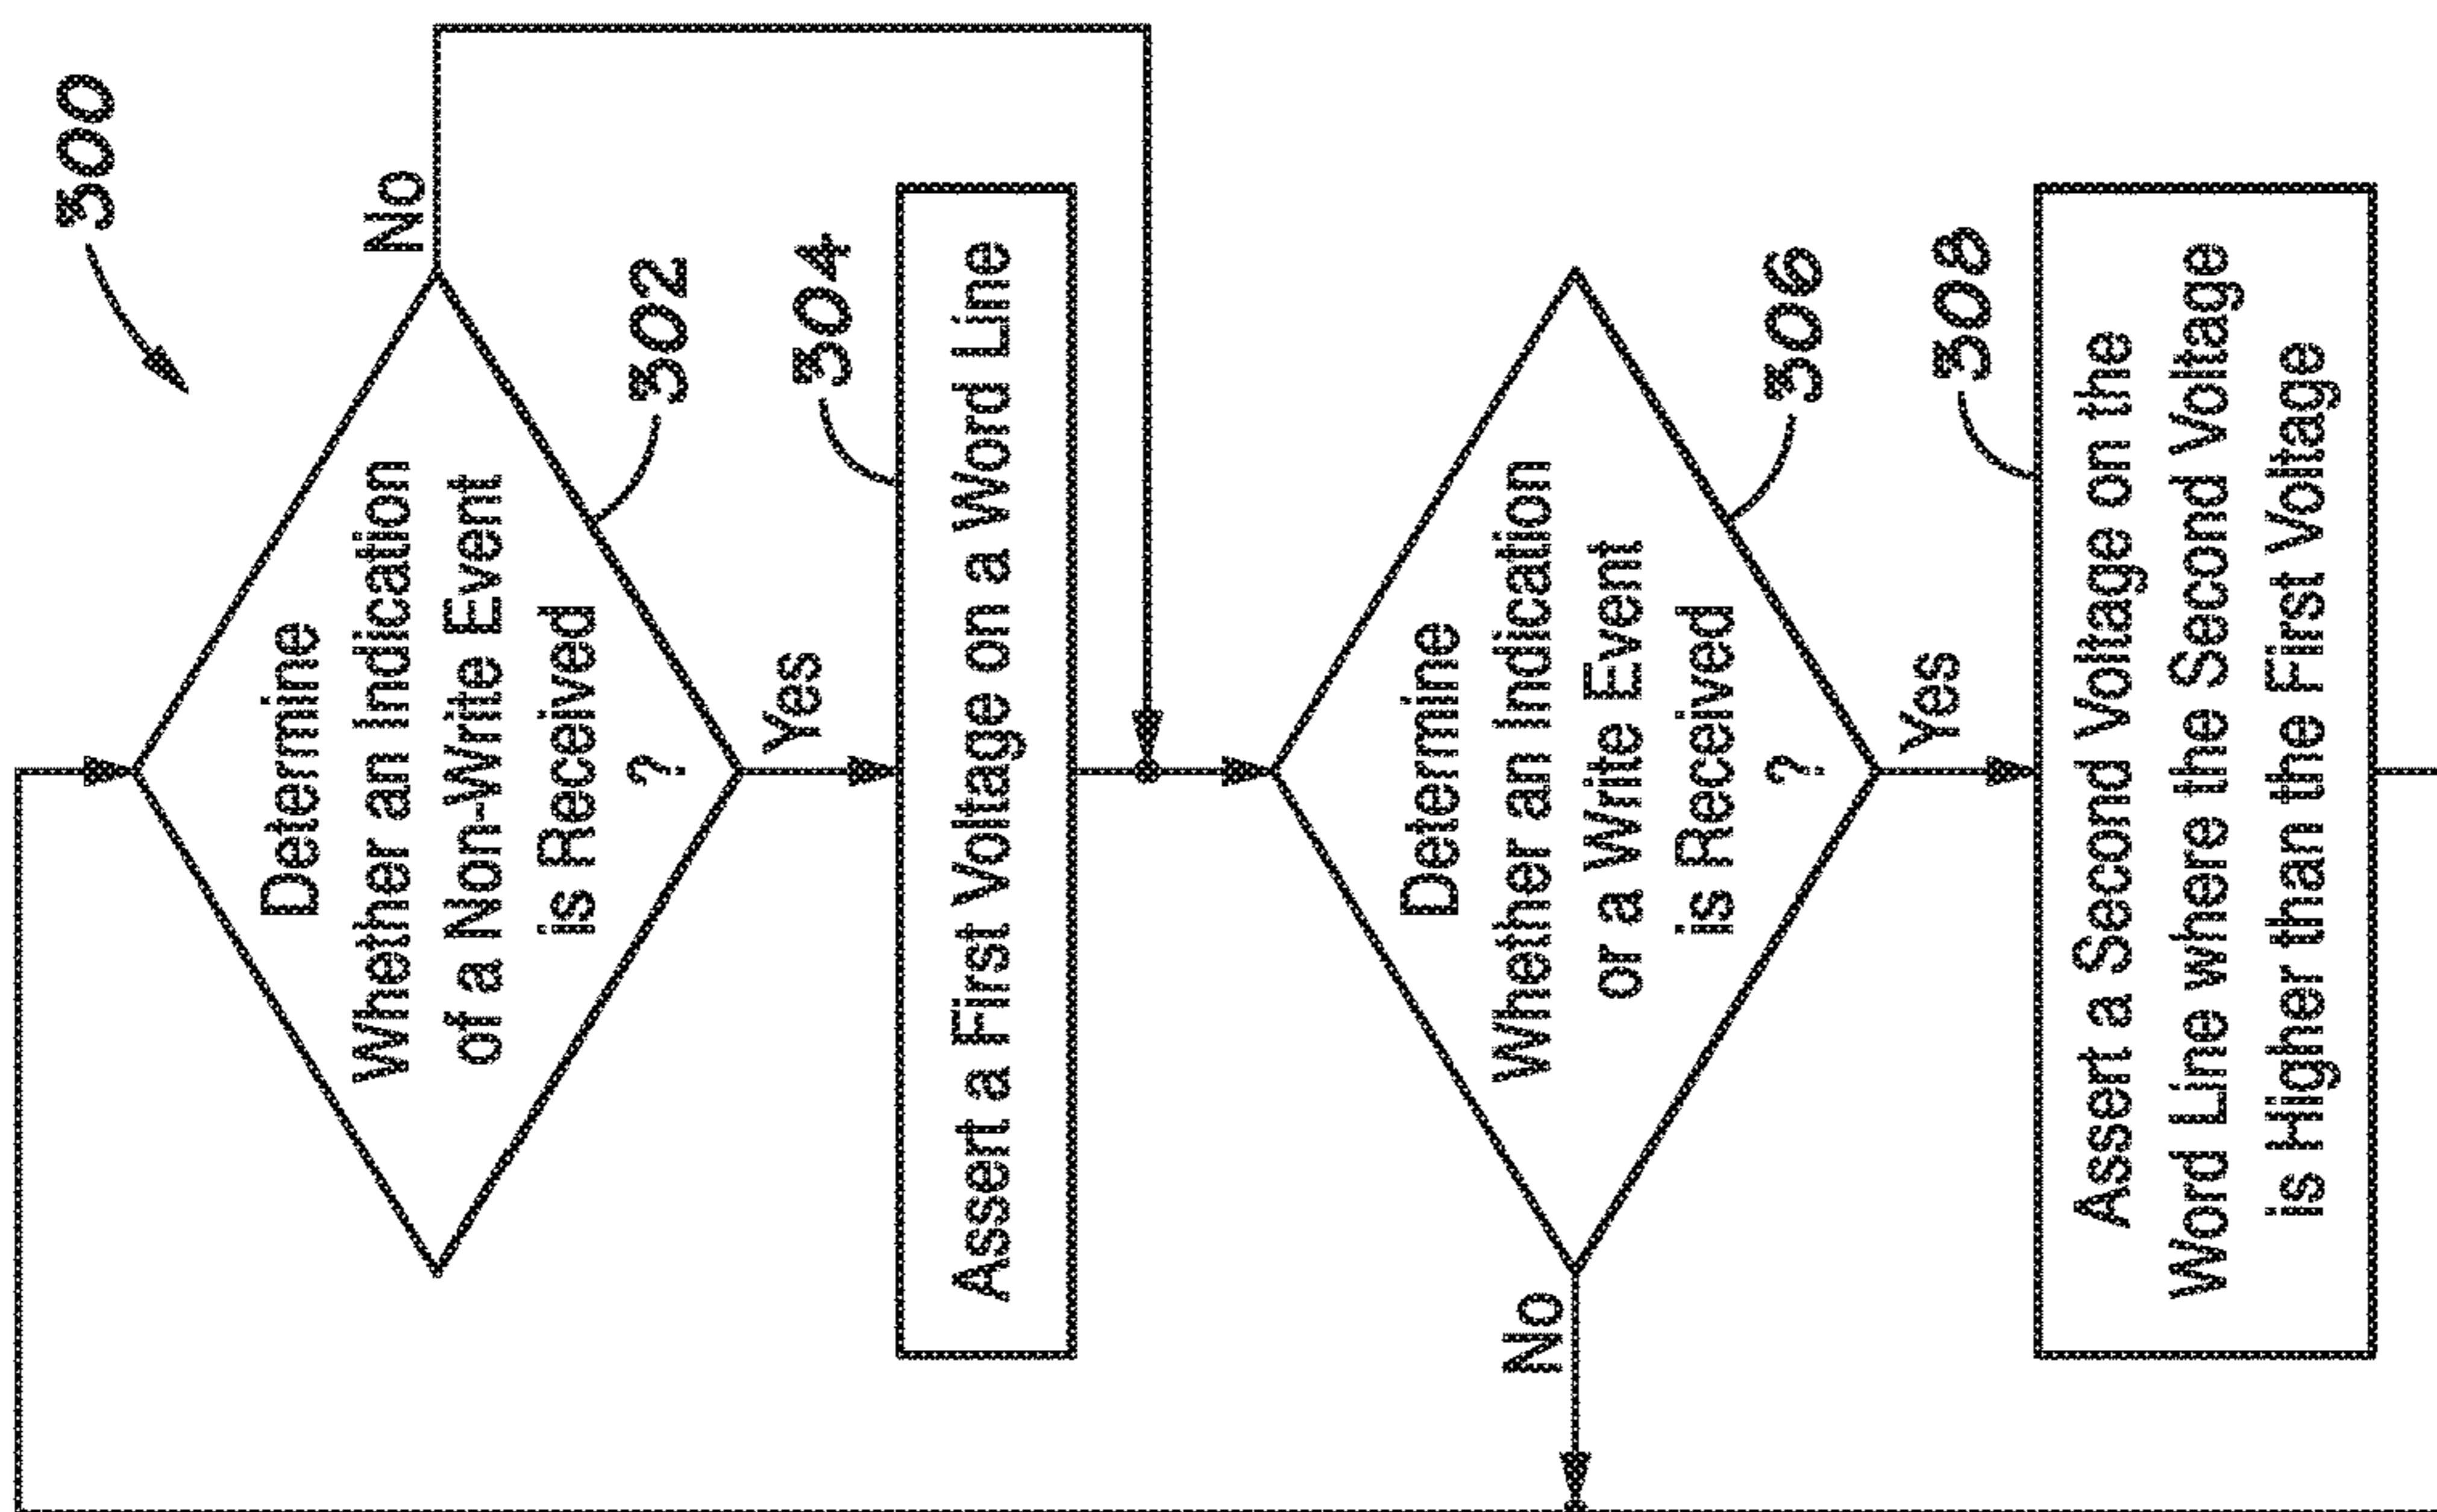 300
Determine
Whether an Indication
of a Non-Write Event
is Received
?
302
No
Yes
304
Assert a First Voltage on a Word Line
Determine
Whether an Indication
or a Write Event
is Received
?
306
No
Yes
308
Assert a Second Voltage on the
Word Line where the Second Voltage
is Higher than the First Voltage